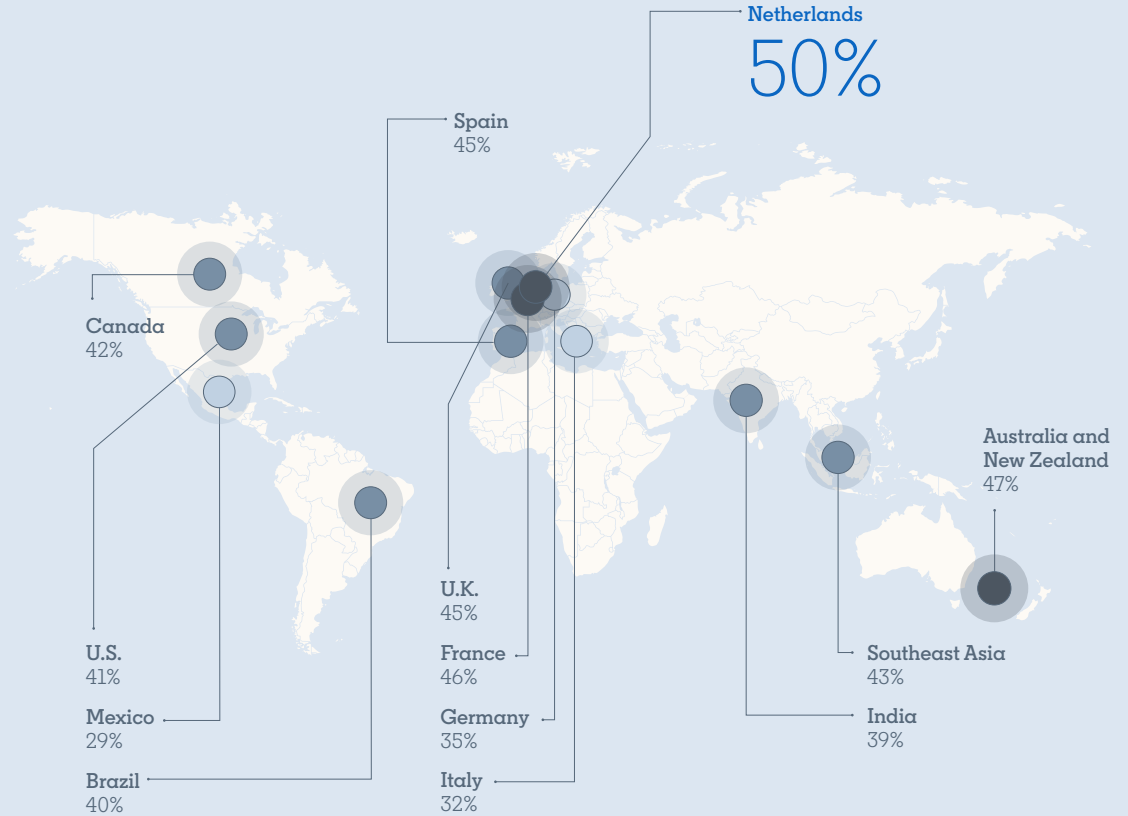 Netherlands
50%
Spain
45%
Canada
42%
Australia and
New Zealand
47%
U.S.
41%
Mexico
29%
Brazil
40%
U.K.
45%
France
46%
Germany
35%
Italy
32%
Southeast Asia
43%
India
39%